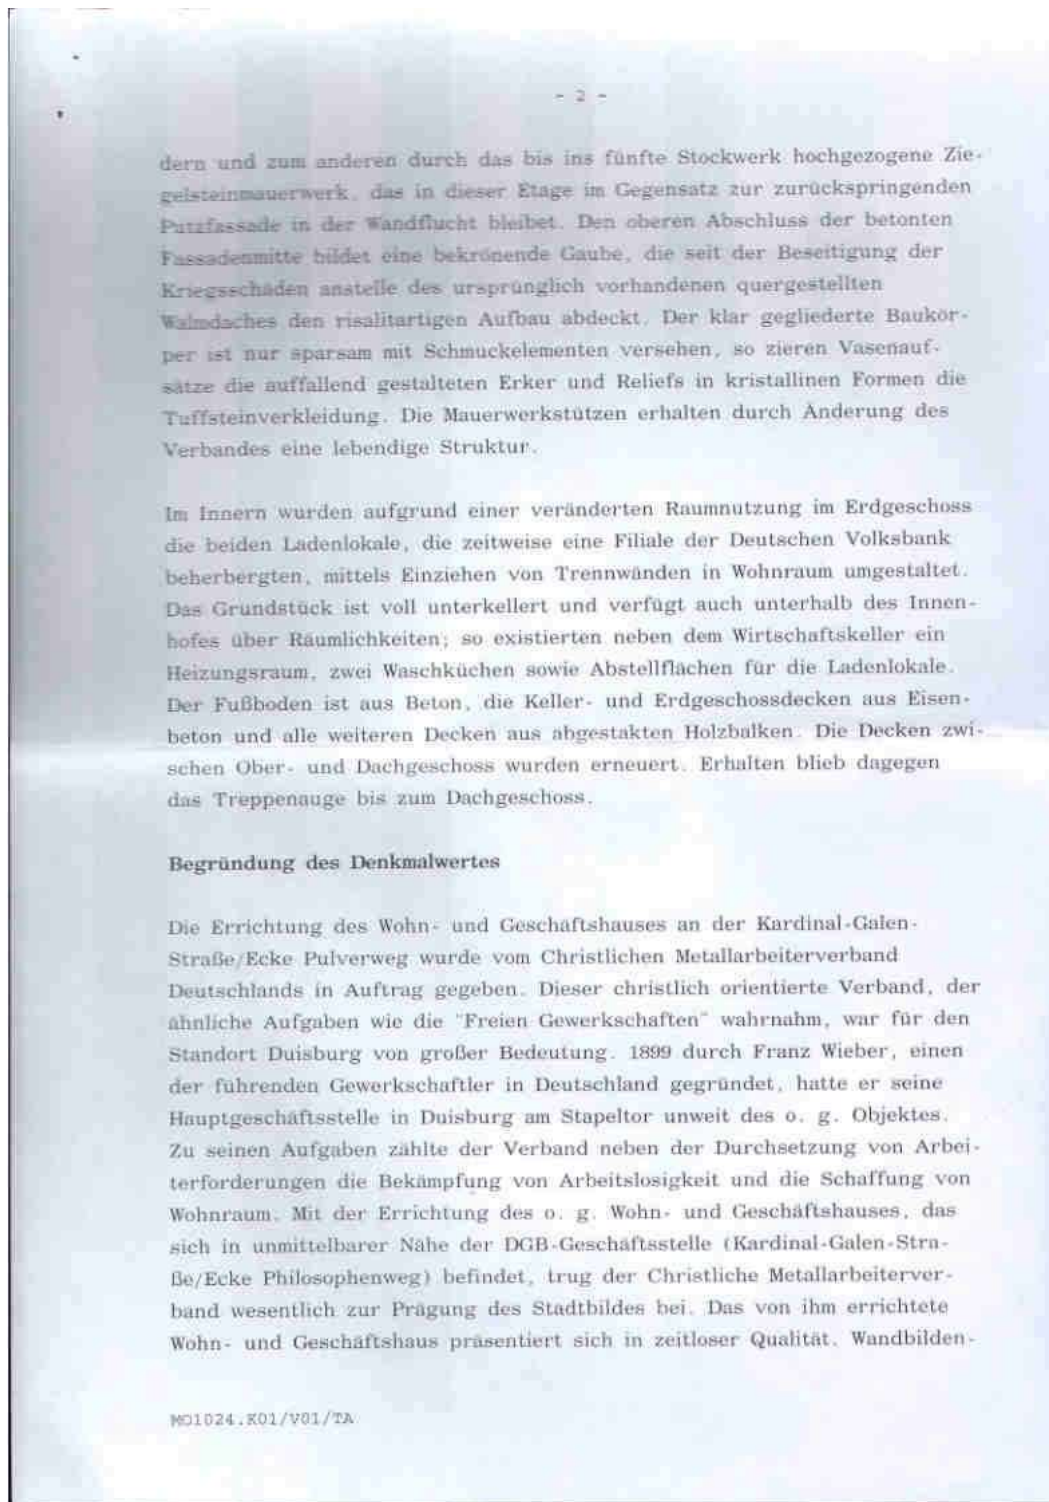 - 2 -
dern und zum anderen durch das bis ins fünfte Stockwerk hochgezogene Zie-
gelsteinmauerwerk, das in dieser Etage im Gegensatz zur zurückspringenden
Putzfassade in der Wandflucht bleibet. Den oberen Abschluss der betonten
Fassadenmitte bildet eine bekrönende Gaube, die seit der Beseitigung der
Kriegsschäden anstelle des ursprünglich vorhandenen quergestellten
Walmdaches den risalitartigen Aufbau abdeckt. Der klar gegliederte Baukör-
per ist nur sparsam mit Schmuckelementen versehen, so zieren Vasenauf-
sätze die auffallend gestalteten Erker und Reliefs in kristallinen Formen die
Tuffsteinverkleidung. Die Mauerwerkstützen erhalten durch Änderung des
Verbandes eine lebendige Struktur.
Im Innern wurden aufgrund einer veränderten Raumnutzung im Erdgeschoss
die beiden Ladenlokale, die zeitweise eine Filiale der Deutschen Volksbank
beherbergten, mittels Einziehen von Trennwänden in Wohnraum umgestaltet.
Das Grundstück ist voll unterkellert und verfügt auch unterhalb des Innen-
hofes über Räumlichkeiten; so existierten neben dem Wirtschaftskeller ein
Heizungsraum, zwei Waschküchen sowie Abstellflächen für die Ladenlokale.
Der Fußboden ist aus Beton, die Keller- und Erdgeschossdecken aus Eisen-
beton und alle weiteren Decken aus abgestakten Holzbalken. Die Decken zwi-
schen Ober- und Dachgeschoss wurden erneuert. Erhalten blieb dagegen
das Treppenauge bis zum Dachgeschoss.
Begründung des Denkmalwertes
Die Errichtung des Wohn- und Geschäftshauses an der Kardinal-Galen-
Straße/Ecke Pulverweg wurde vom Christlichen Metallarbeiterverband
Deutschlands in Auftrag gegeben. Dieser christlich orientierte Verband, der
ähnliche Aufgaben wie die "Freien Gewerkschaften" wahrnahm, war für den
Standort Duisburg von großer Bedeutung. 1899 durch Franz Wieber, einen
der führenden Gewerkschaftler in Deutschland gegründet, hatte er seine
Hauptgeschäftsstelle in Duisburg am Stapeltor unweit des o. g. Objektes.
Zu seinen Aufgaben zählte der Verband neben der Durchsetzung von Arbei-
terforderungen die Bekämpfung von Arbeitslosigkeit und die Schaffung von
Wohnraum. Mit der Errichtung des o. g. Wohn- und Geschäftshauses, das
sich in unmittelbarer Nähe der DGB-Geschäftsstelle (Kardinal-Galen-Stra-
ße/Ecke Philosophenweg) befindet, trug der Christliche Metallarbeiterver-
band wesentlich zur Prägung des Stadtbildes bei. Das von ihm errichtete
Wohn- und Geschäftshaus präsentiert sich in zeitloser Qualität. Wandbilden-
MO1024.K01/V01/TA